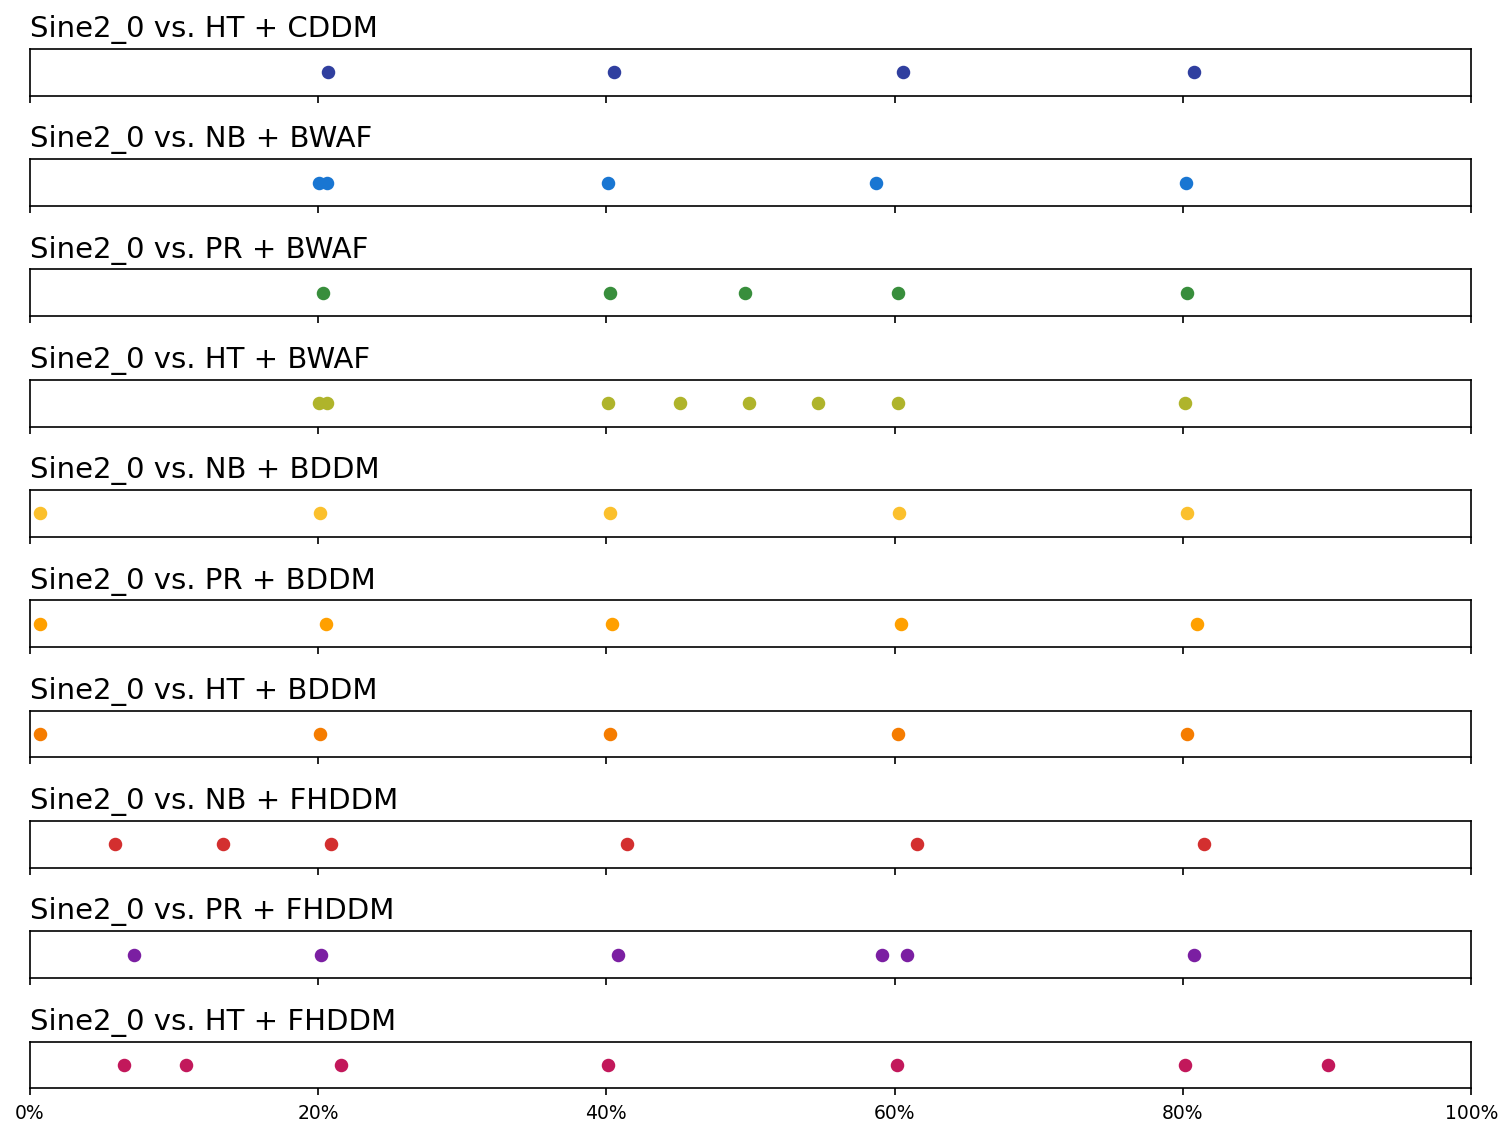 Sine2_0 vs. HT + CDDM
Sine2_0 vs. NB + BWAF
Sine2_0 vs. PR + BWAF
Sine2_0 vs. HT + BWAF
Sine2_0 vs. NB + BDDM
Sine2_0 vs. PR + BDDM
Sine2_0 vs. HT + BDDM
Sine2_0 vs. NB + FHDDM
Sine2_0 vs. PR + FHDDM
Sine2_0 vs. HT + FHDDM
0% 20% 40% 60% 80% 100%